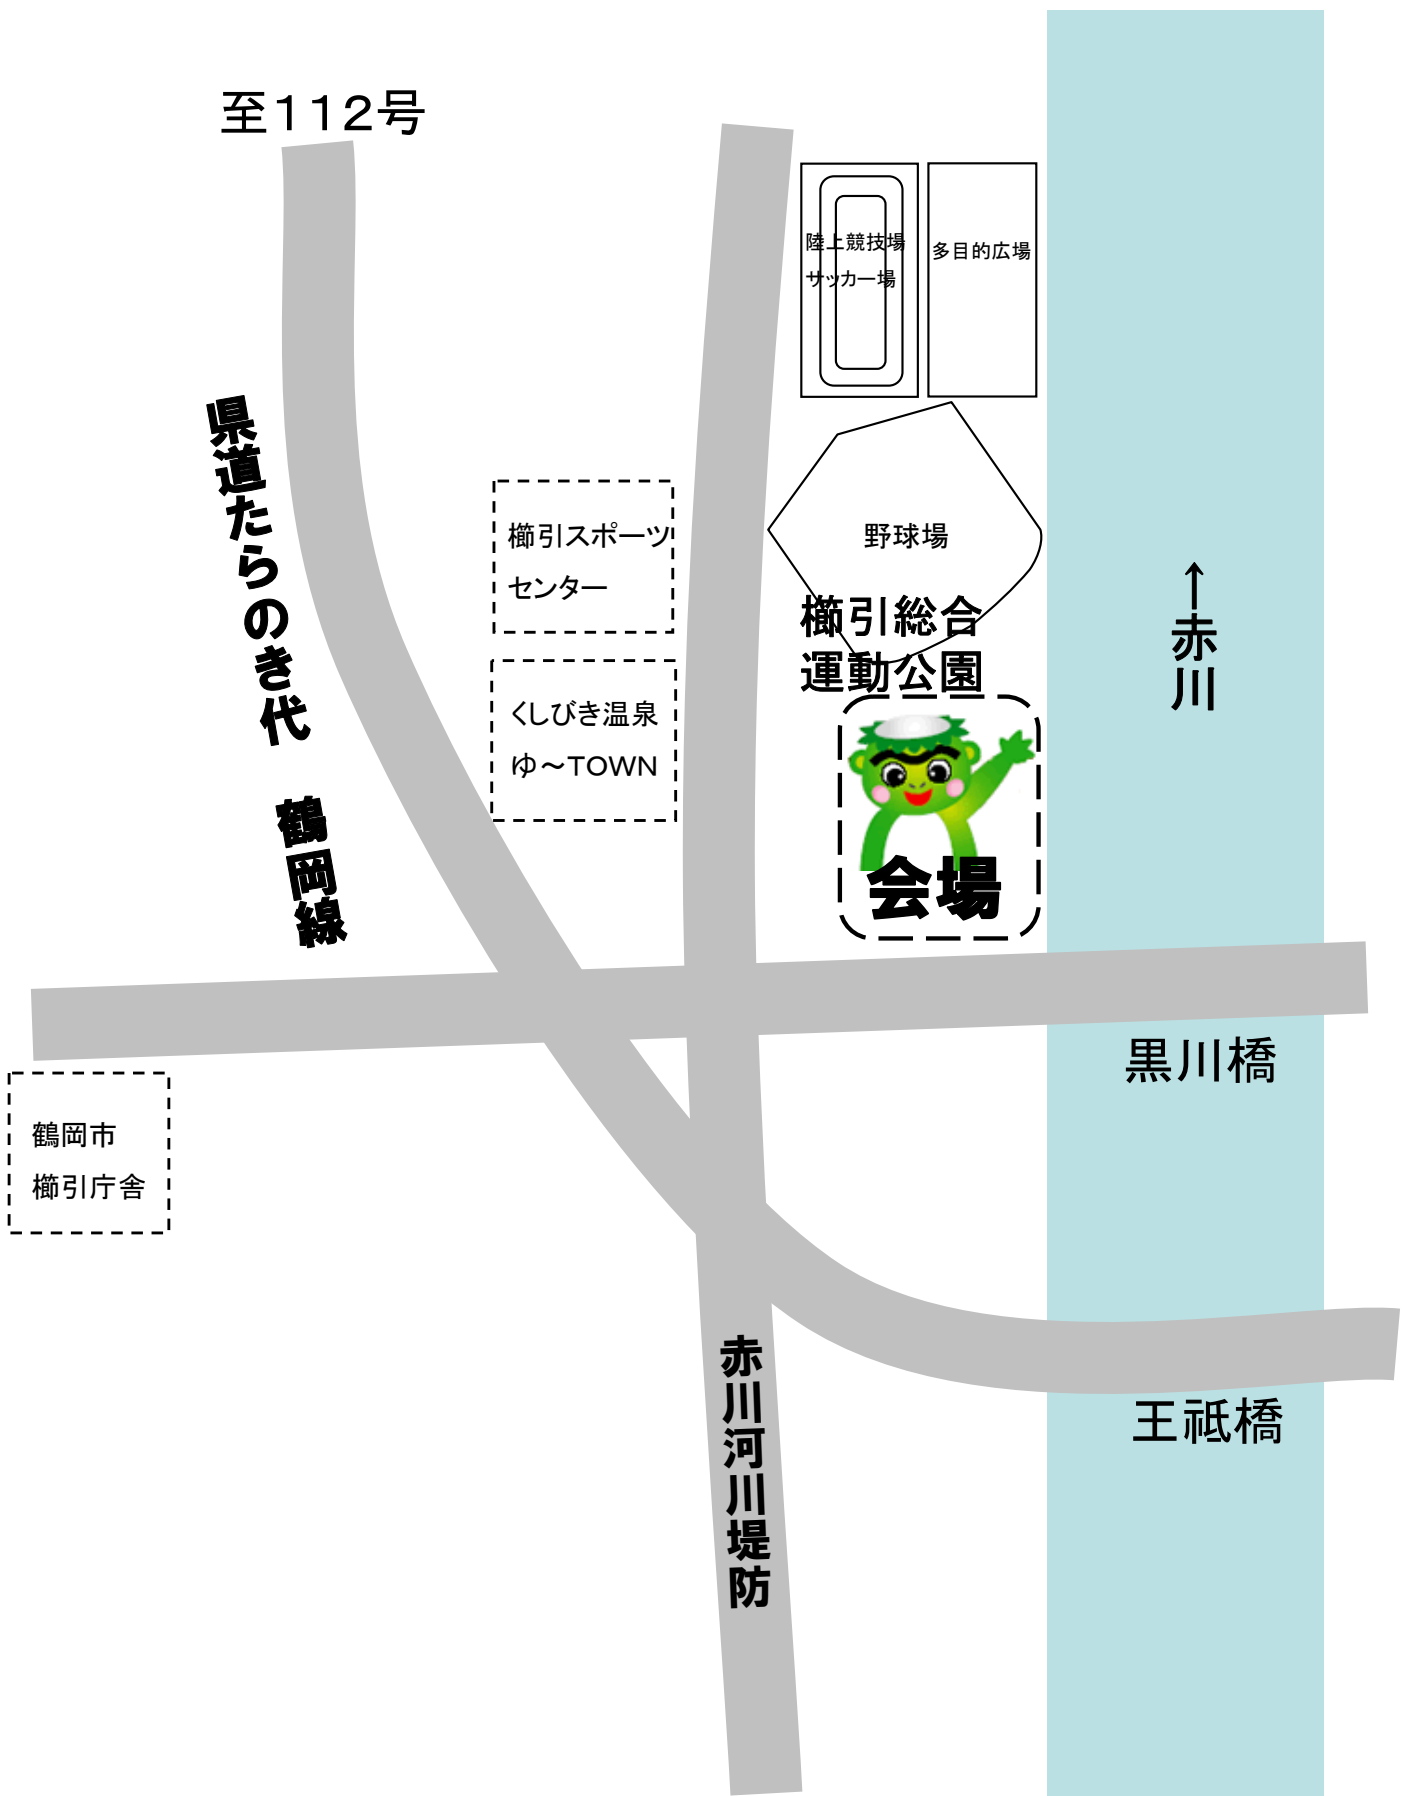 至112号
陸上競技場
サッカー場
多目的広場
県道たらのき代　鶴岡線
櫛引スポーツ
センター
野球場
櫛引総合
運動公園
←赤川
くしびき温泉
ゆ～TOWN
会場
黒川橋
鶴岡市
櫛引庁舎
赤川河川堤防
王祗橋